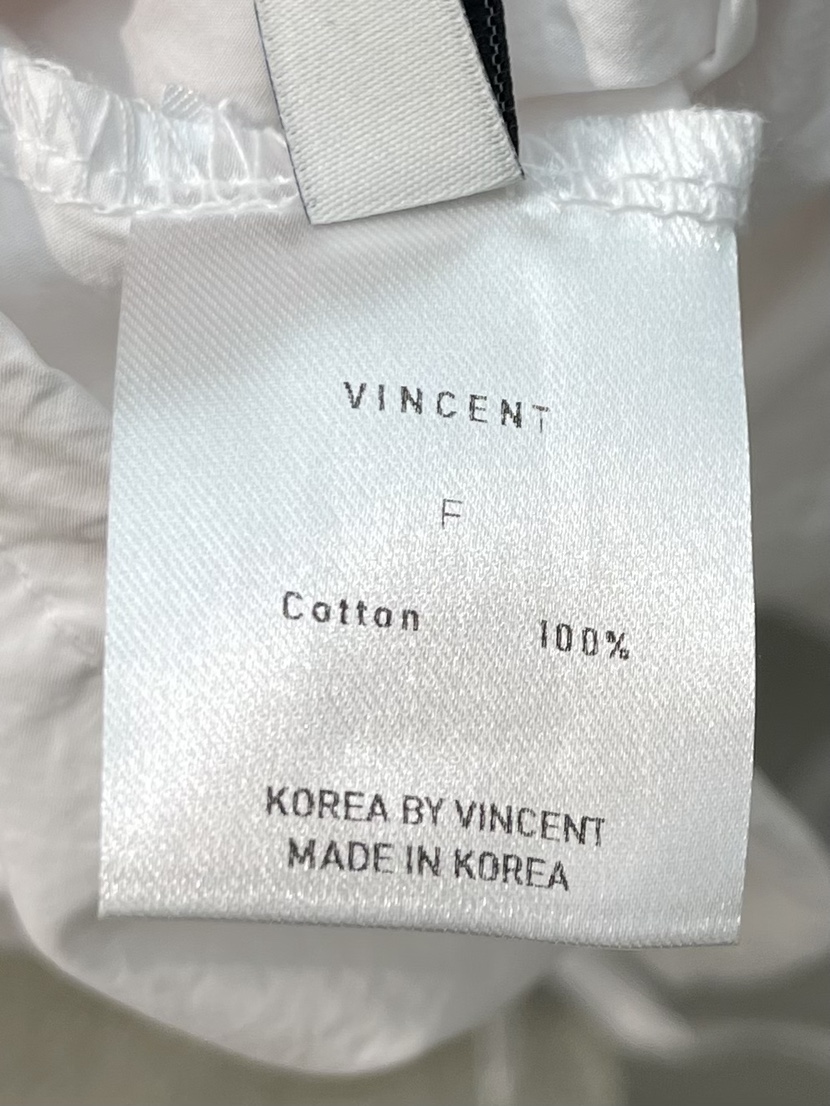 VINCENT
F
Cotton 100%
KOREA BY VINCENT
MADE IN KOREA